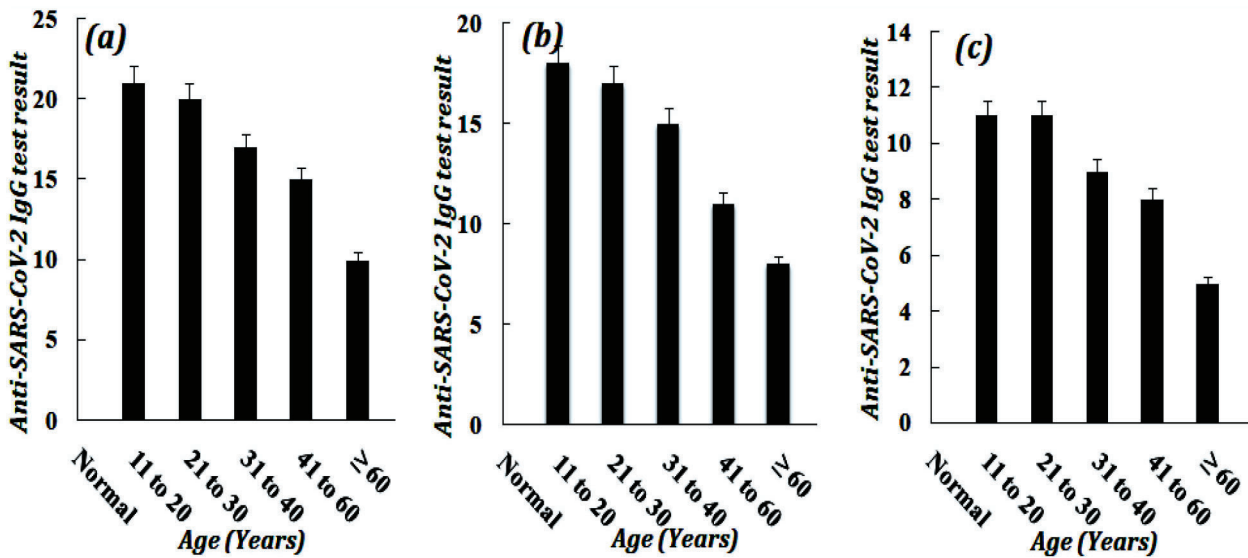 (a)
Anti-SARS-CoV-2 IgG test result
25
20
15
10
5
0
Normal
11 to 20
21 to 30
31 to 40
41 to 60
≥60
Age (Years)
(b)
Anti-SARS-CoV-2 IgG test result
20
15
10
5
0
Normal
11 to 20
21 to 30
31 to 40
41 to 60
≥60
Age (Years)
(c)
Anti-SARS-CoV-2 IgG test result
14
12
10
8
6
4
2
0
Normal
11 to 20
21 to 30
31 to 40
41 to 60
≥60
Age (Years)